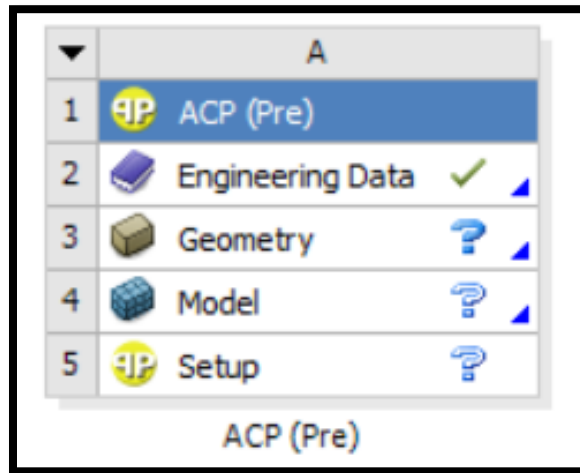 A
1 ACP (Pre)
2 Engineering Data
3 Geometry ?
4 Model ?
5 Setup ?
ACP (Pre)